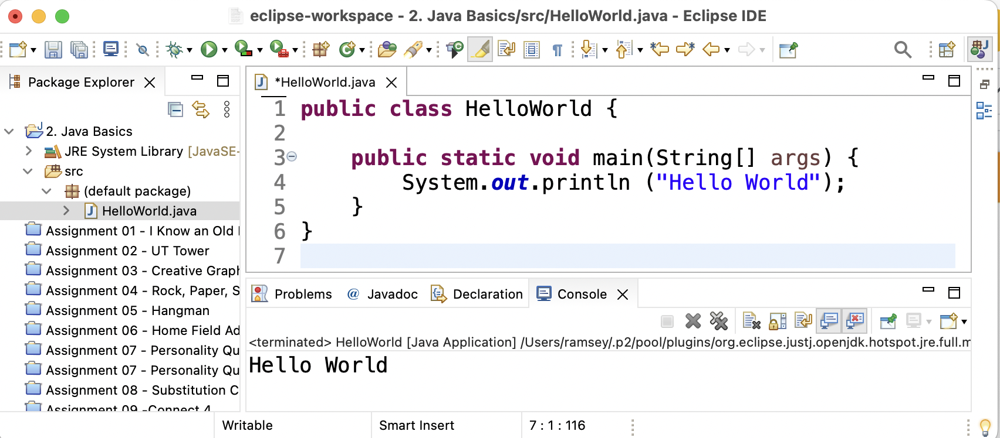 eclipse-workspace - 2. Java Basics/src/HelloWorld.java - Eclipse IDE
Package Explorer
2. Java Basics
JRE System Library [JavaSE-
src
(default package)
HelloWorld.java
Assignment 01 - I Know an Old
Assignment 02 - UT Tower
Assignment 03 - Creative Graph
Assignment 04 - Rock, Paper, S
Assignment 05 - Hangman
Assignment 06 - Home Field Ad
Assignment 07 - Personality Qu
Assignment 07 - Personality Qu
Assignment 08 - Substitution C
Assignment 09 -Connect 4
*HelloWorld.java
1 public class HelloWorld {
2
3 public static void main(String[] args) {
4 System.out.println ("Hello World");
5 }
6 }
7
Problems @ Javadoc Declaration Console
<terminated> HelloWorld [Java Application] /Users/ramsey/.p2/pool/plugins/org.eclipse.justj.openjdk.hotspot.jre.full.m
Hello World
Writable Smart Insert 7 : 1 : 116